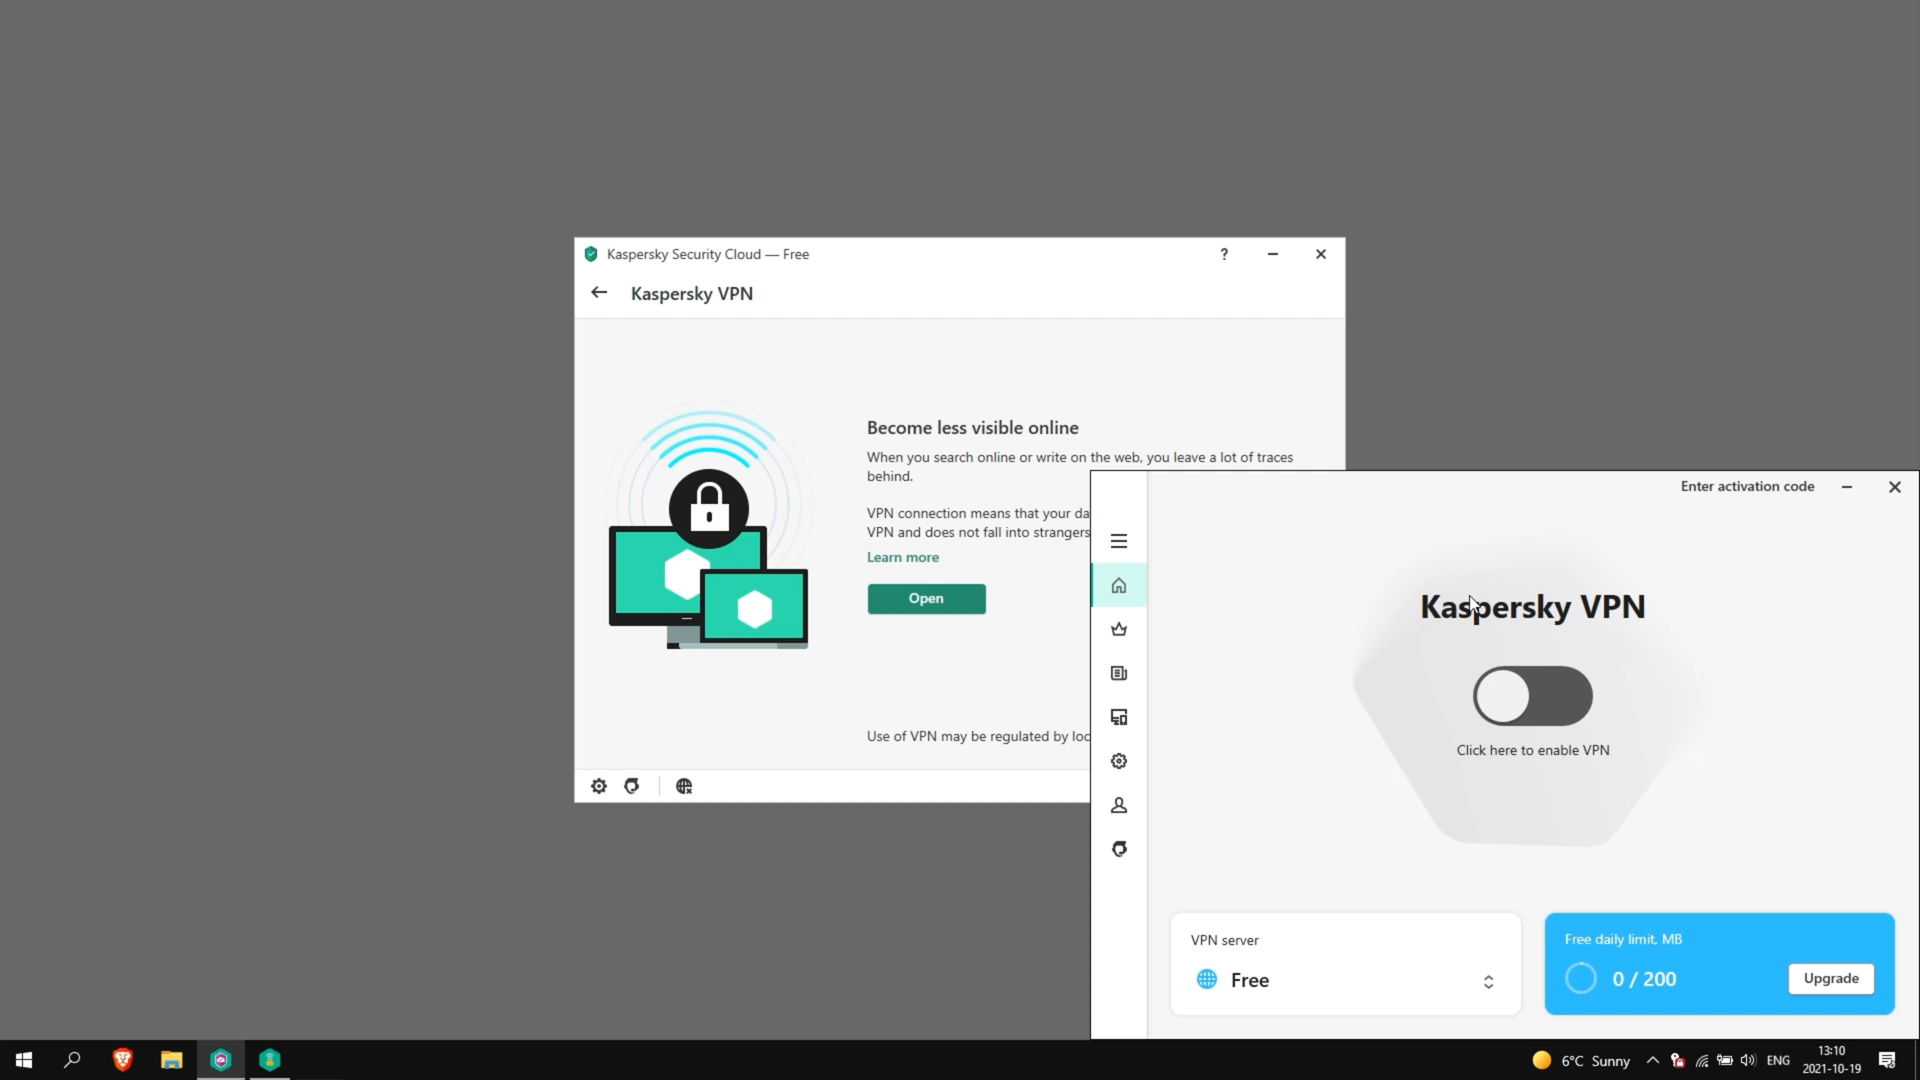 Kaspersky Security Cloud — Free
?
Kaspersky VPN
Become less visible online
When you search online or write on the web, you leave a lot of traces
behind.
VPN connection means that your da
VPN and does not fall into strangers
Learn more
Open
Use of VPN may be regulated by loc
Enter activation code
Kaspersky VPN
Click here to enable VPN
VPN server
Free
Free daily limit, MB
0 / 200
Upgrade
6°C Sunny
ENG
13:10
2021-10-19